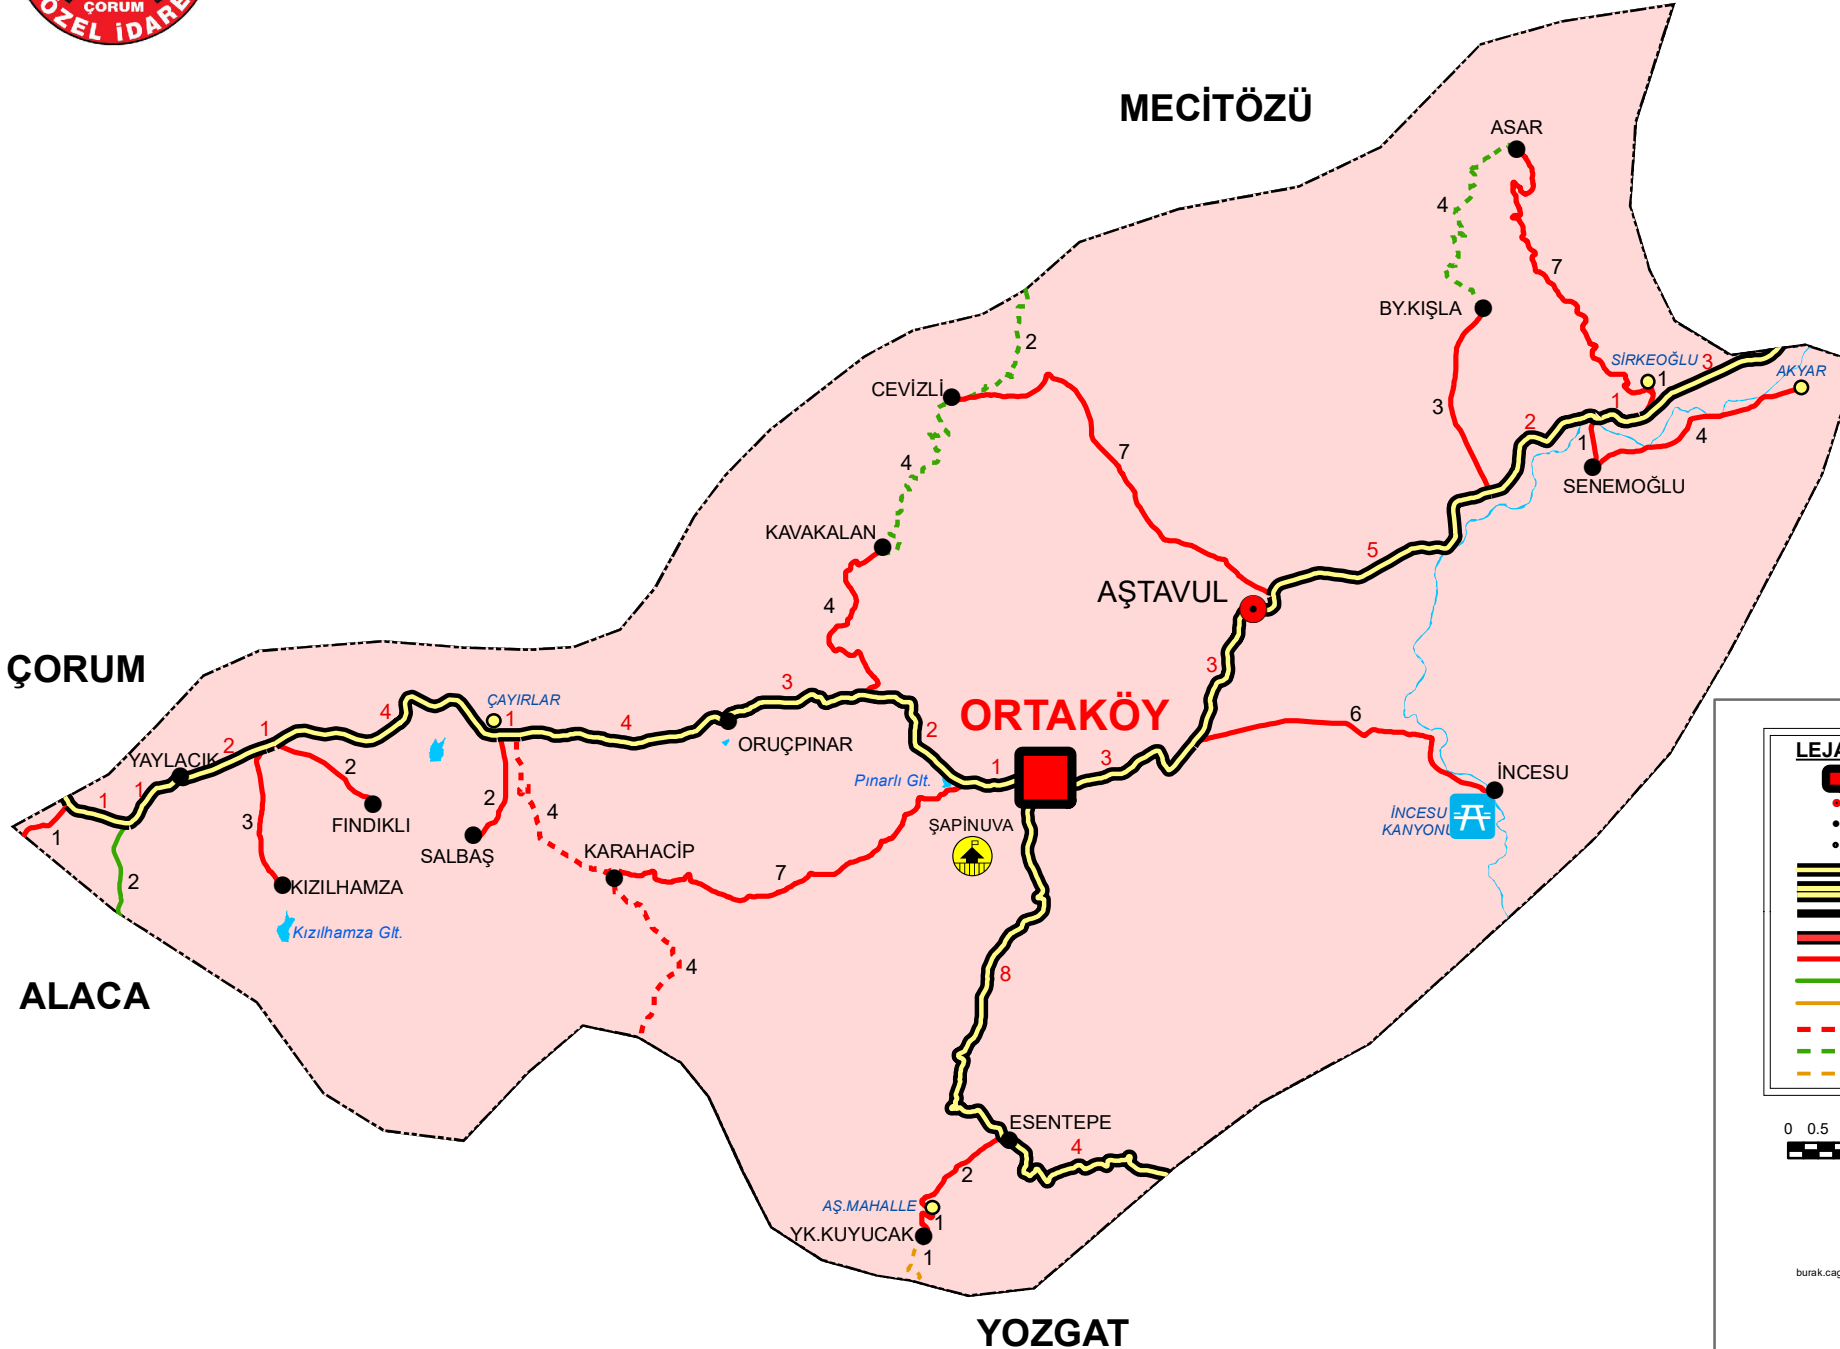 ÇORUM
ÖZEL İDARE
MECİTÖZÜ
ASAR
4
7
BY.KIŞLA
2
SİRKEOĞLU
3
1
AKYAR
CEVİZLİ
3
1
2
7
1
4
4
SENEMOĞLU
KAVAKALAN
5
AŞTAVUL
4
ÇORUM
3
3
ÇAYIRLAR
ORTAKÖY
6
4
1
4
2
1
2
ORUÇPINAR
YAYLACIK
3
1
2
Pınarlı Glt.
İNCESU
1
1
2
4
İNCESU
KANYONU
3
FINDIKLI
ŞAPİNUVA
1
SALBAŞ
KARAHACİP
7
2
KIZILHAMZA
Kızılhamza Glt.
4
8
ALACA
ESENTEPE
4
2
AŞ.MAHALLE
1
YK.KUYUCAK
1
YOZGAT
LEJA
0 0.5
burak.cag